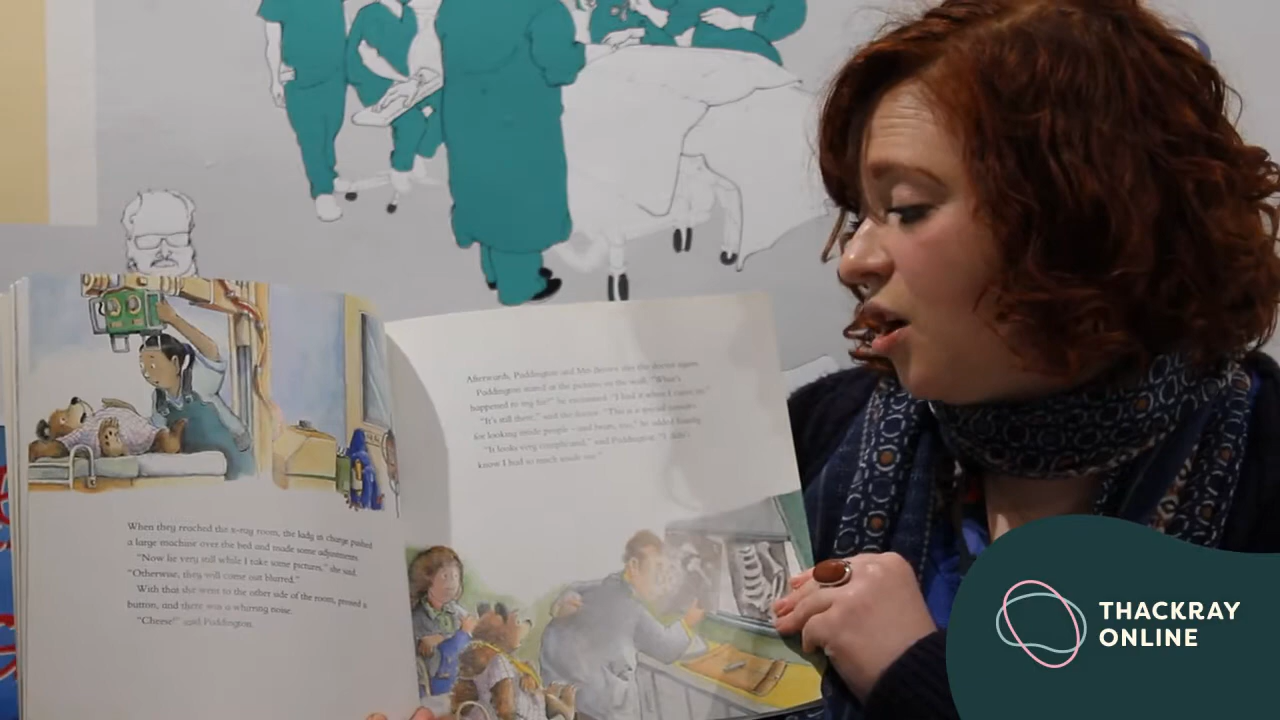 When they reached the x-ray room, the lady in charge pushed
a large machine over the bed and made some adjustments.
"Now lie very still while I take some pictures," she said.
"Otherwise, they will come out blurred."
With that she went to the other side of the room, pressed a
button, and there was a whirring noise.
"Cheese!" said Paddington.
Afterwards, Paddington and Mrs Brown saw the doctor again.
Paddington stared at the pictures on the wall. "What's
happened to my fur?" he exclaimed. "I had it when I came in."
"It's still there," said the doctor. "This is a special
for looking inside people – and bears, too," he added
"It looks very complicated," said Paddington. "I didn't
know I had so much inside me."
THACKRAY
ONLINE